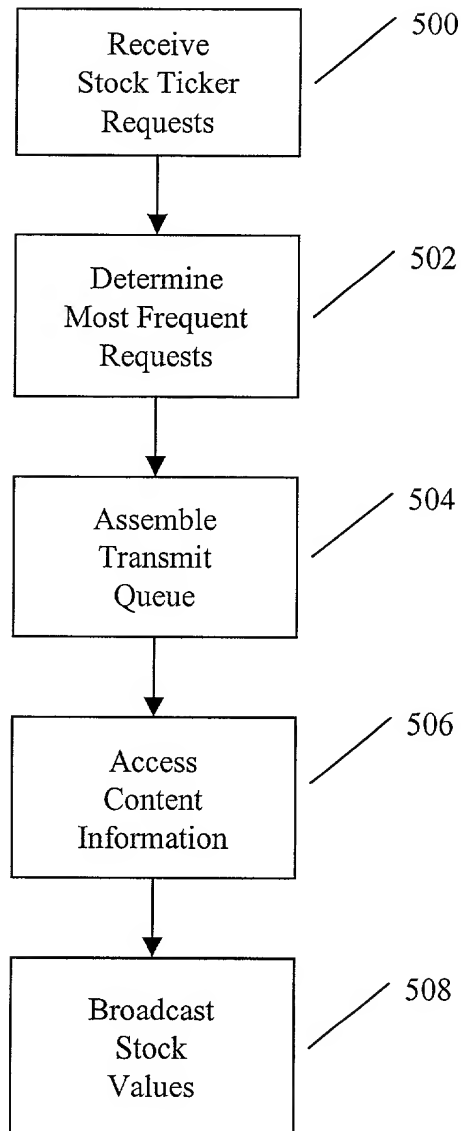 Receive
Stock Ticker
Requests
500
Determine
Most Frequent
Requests
502
Assemble
Transmit
Queue
504
Access
Content
Information
506
Broadcast
Stock
Values
508